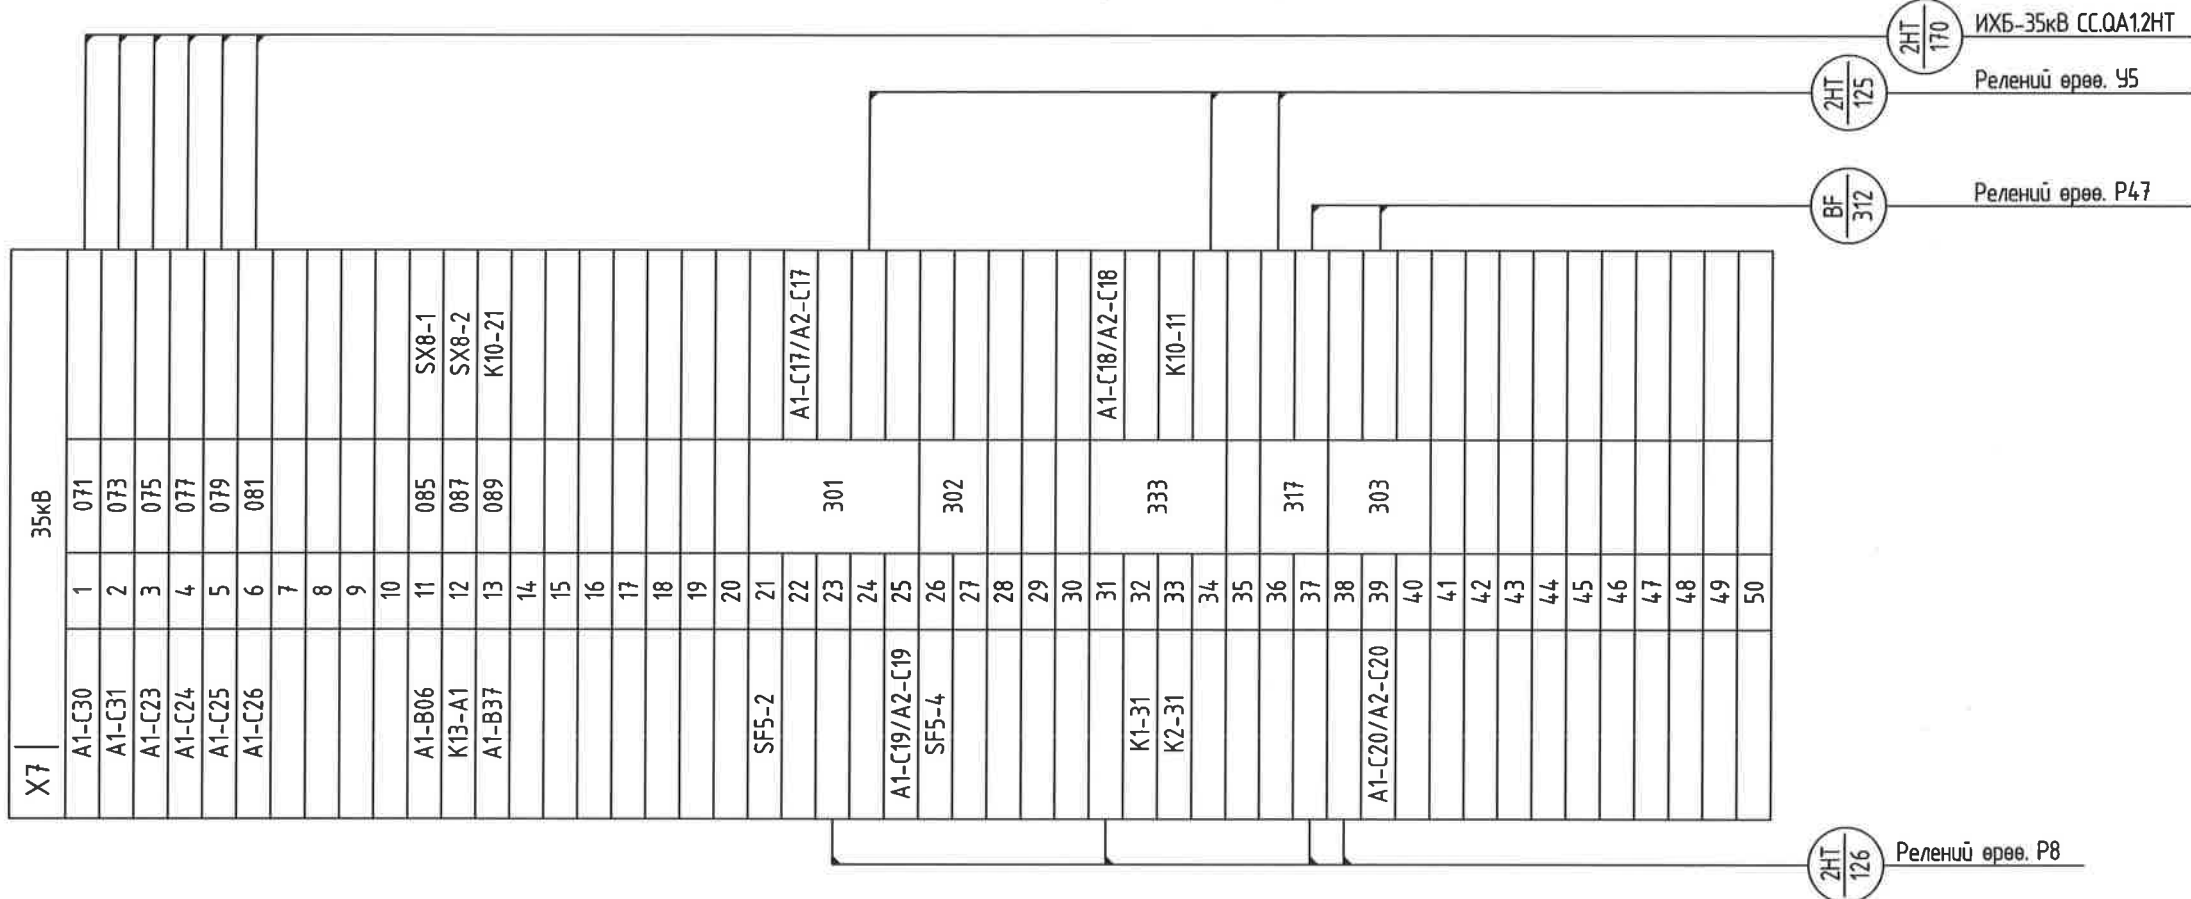 ИХБ-35кВ СС.QA1.2НТ
2НТ
170
Релений өрөө. У5
2НТ
125
Релений өрөө. Р47
BF
312
X7
35кВ
A1-C30 1 071
A1-C31 2 073
A1-C23 3 075
A1-C24 4 077
A1-C25 5 079
A1-C26 6 081
7
8
9
10
A1-B06 11 085 SX8-1
K13-A1 12 087 SX8-2
A1-B37 13 089 K10-21
14
15
16
17
18
19
20
SF5-2 21
22 A1-C17/A2-C17
23 301
24
A1-C19/A2-C19 25
SF5-4 26 302
27
28
29
30
31 A1-C18/A2-C18
K1-31 32 333
K2-31 33 K10-11
34
35
36 317
37
38
A1-C20/A2-C20 39 303
40
41
42
43
44
45
46
47
48
49
50
2НТ
126
Релений өрөө. Р8